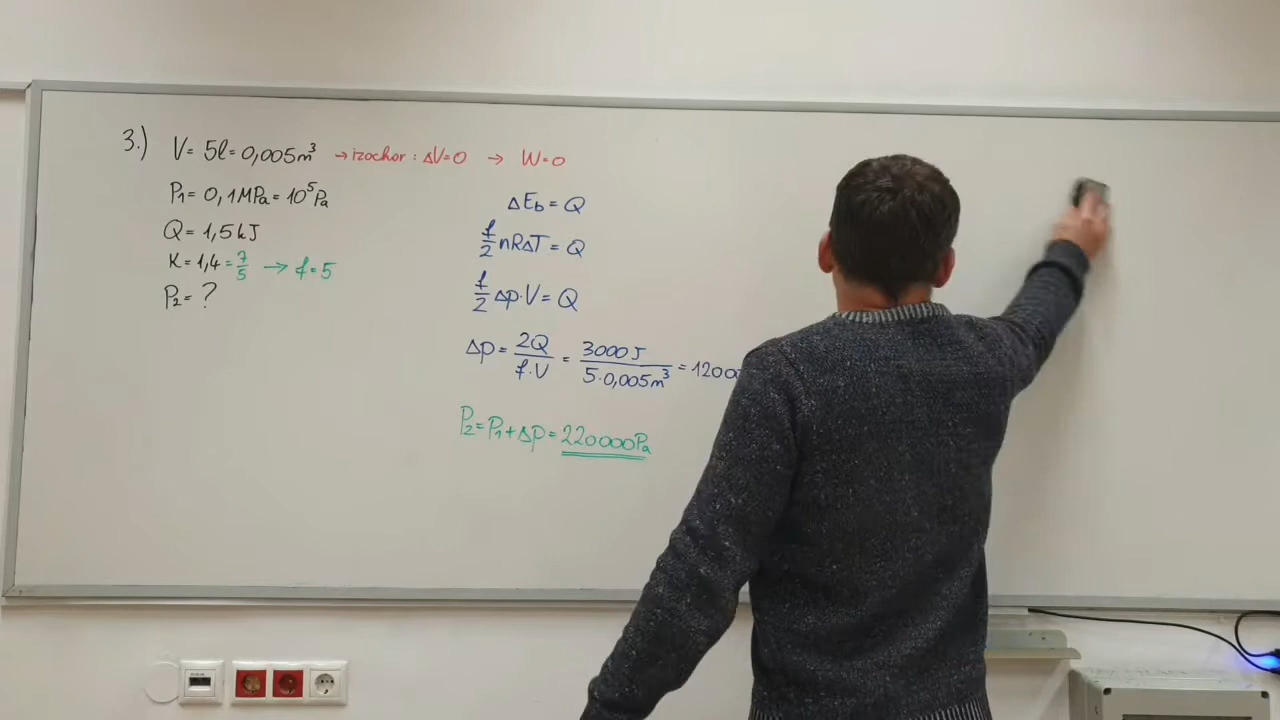 3.) V = 5l = 0,005m³ → izochor : ΔV=0 → W=0
P₁ = 0,1MPa = 10⁵Pa
Q = 1,5kJ
K = 1,4 = 7/5 → f = 5
P₂ = ?
ΔE_b = Q
f/2 nRΔT = Q
f/2 Δp·V = Q
Δp = 2Q/f·V = 3000J/5·0,005m³ = 1200
P₂ = P₁ + Δp = 220000Pa